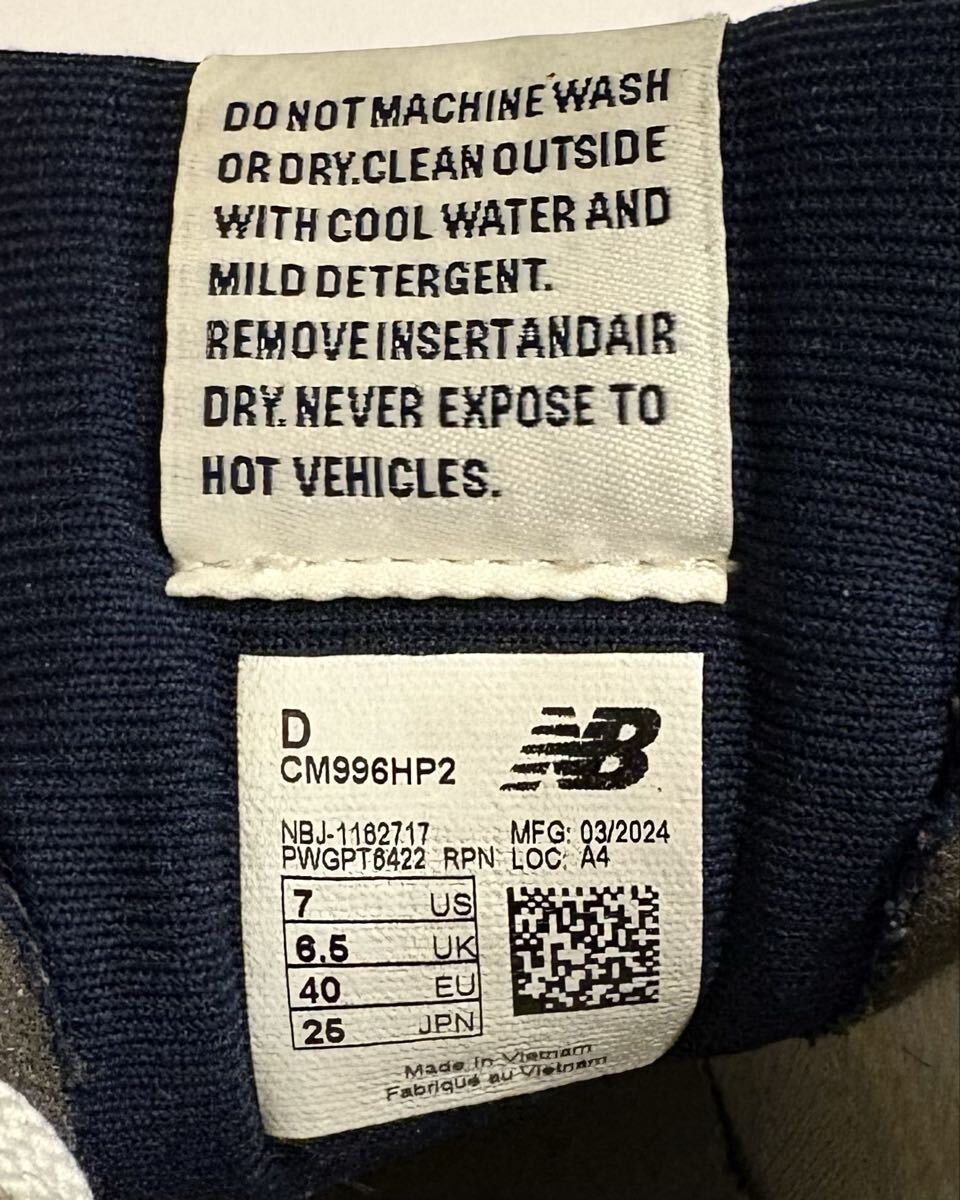 DO NOT MACHINE WASH
OR DRY.CLEAN OUTSIDE
WITH COOL WATER AND
MILD DETERGENT.
REMOVE INSERT AND AIR
DRY. NEVER EXPOSE TO
HOT VEHICLES.
D
NB
CM996HP2
NBJ-1162717 MFG: 03/2024
PWGPT6422 RPN LOC: A4
7 US
6.5 UK
40 EU
25 JPN
Made in Vietnam
Fabriqué au Vietnam